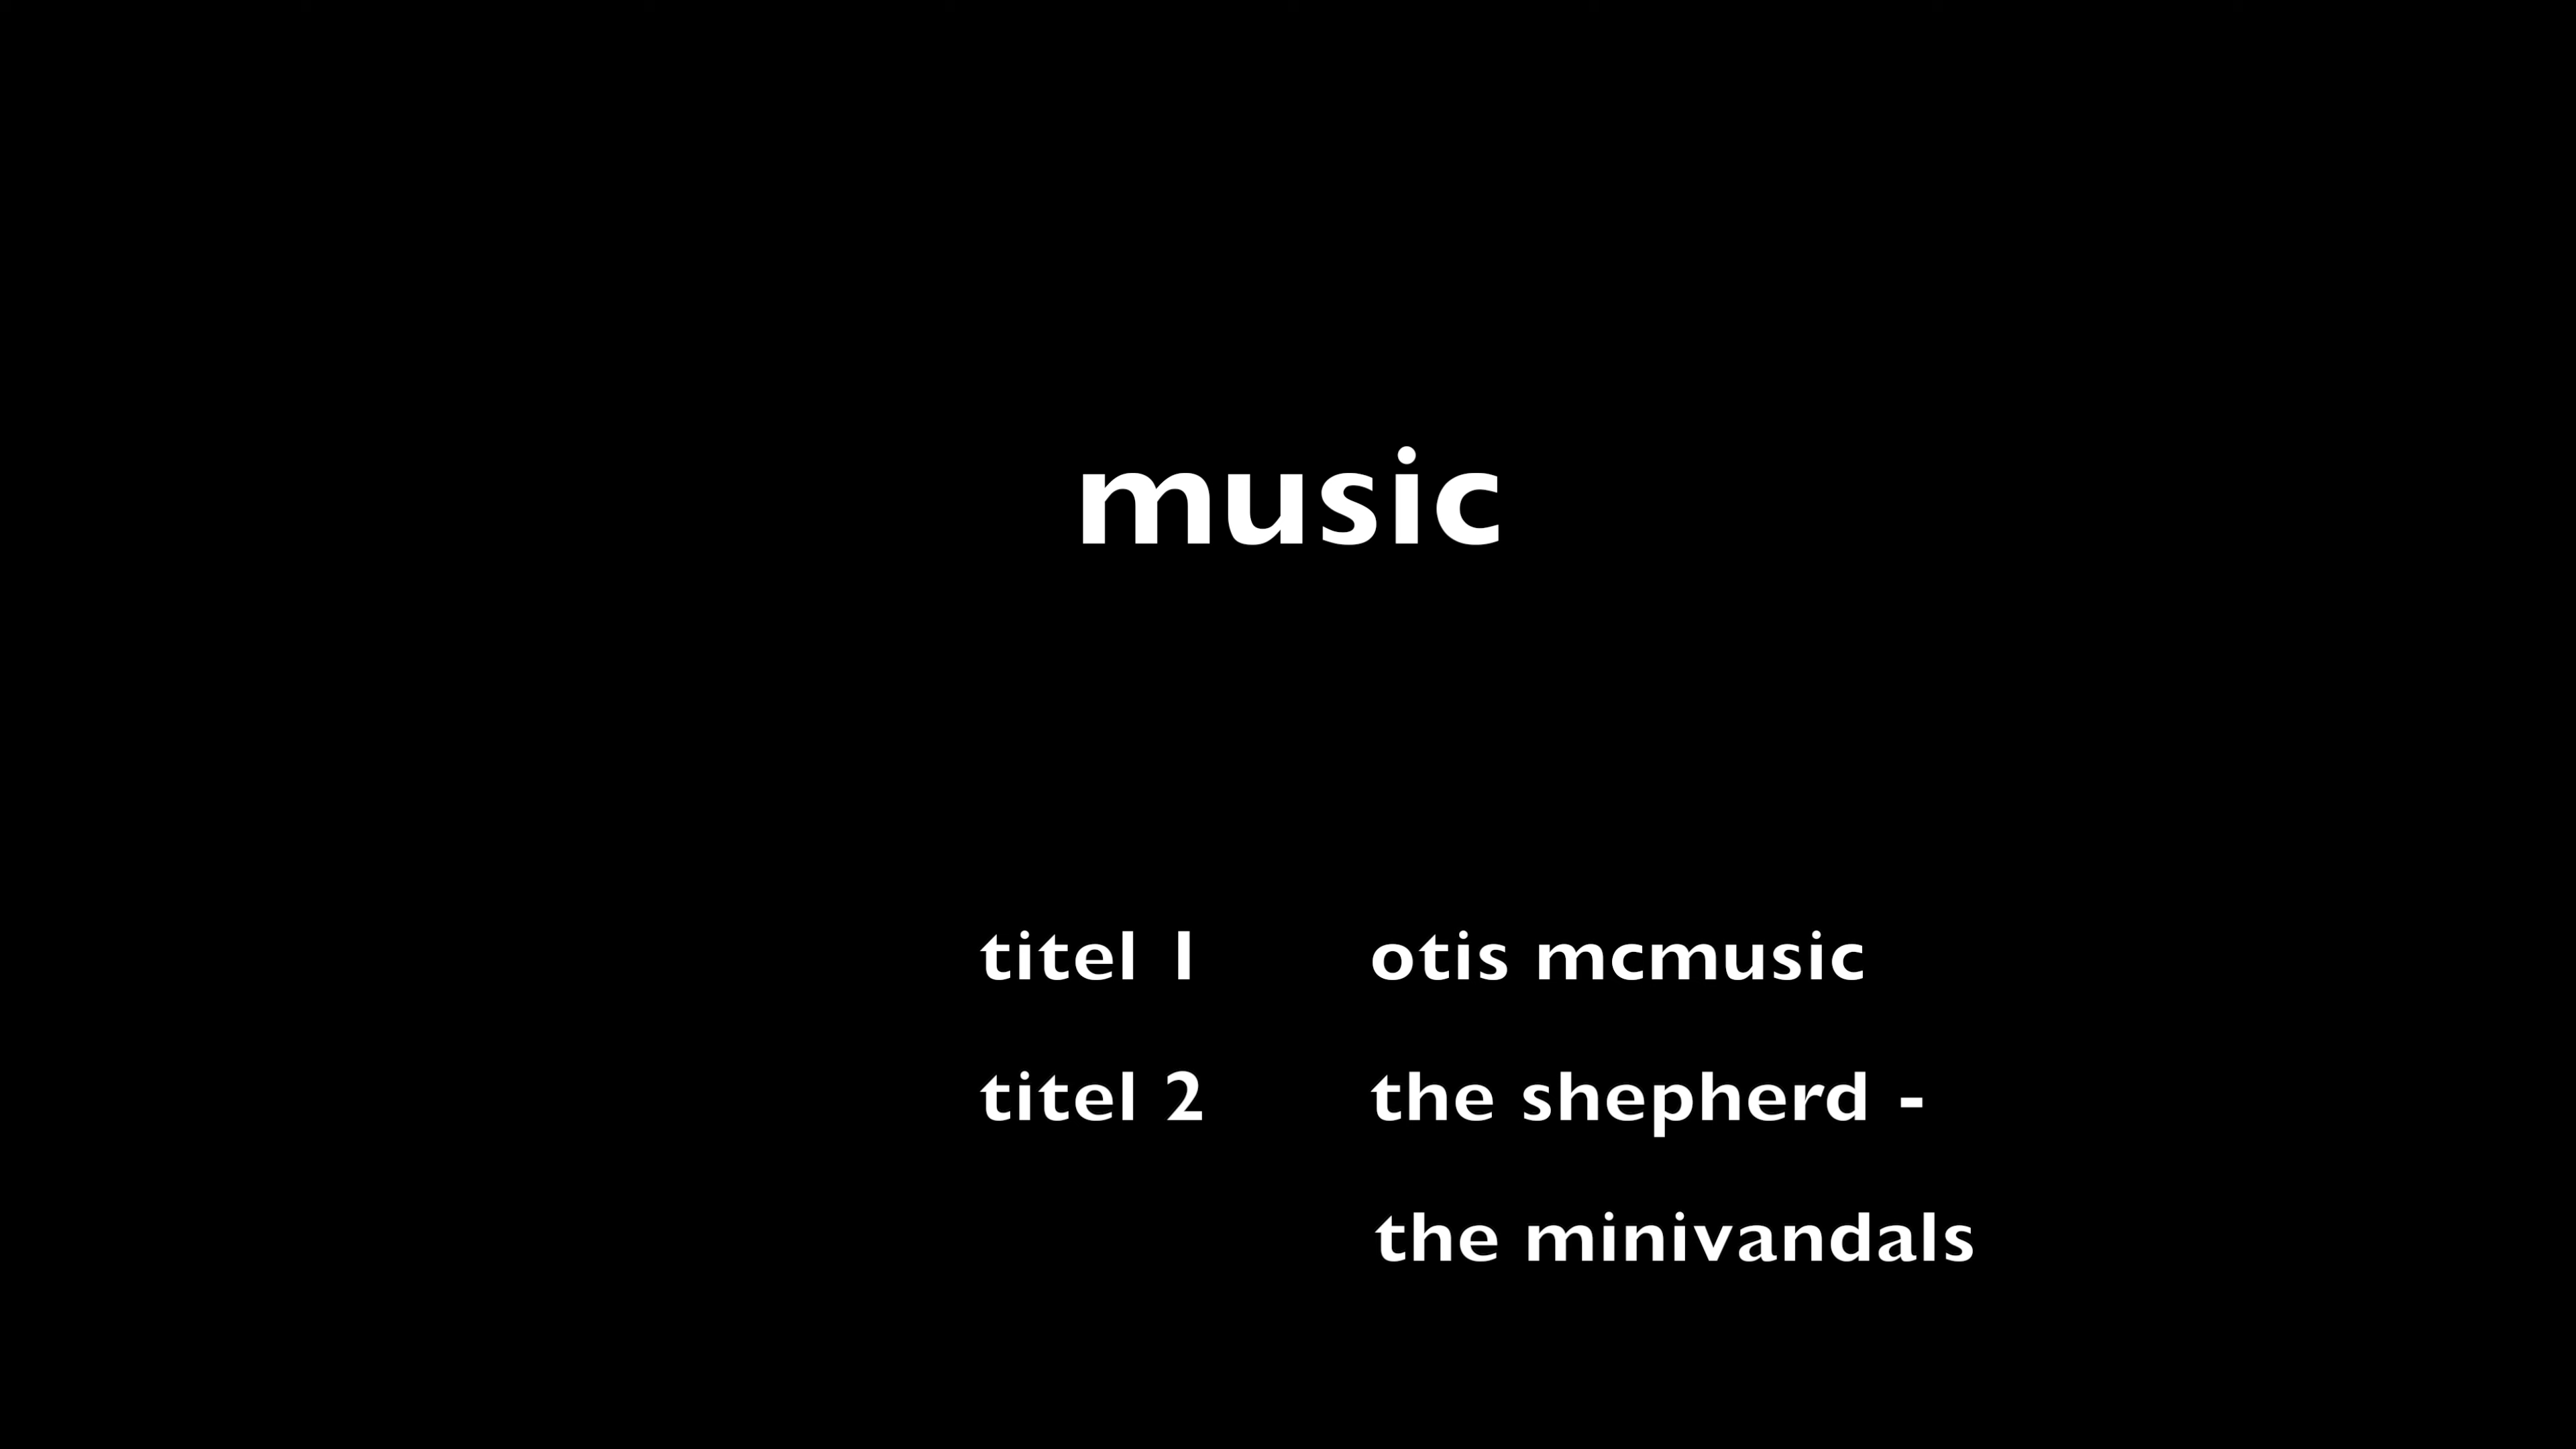 music
titel 1 otis mcmusic
titel 2 the shepherd -
the minivandals